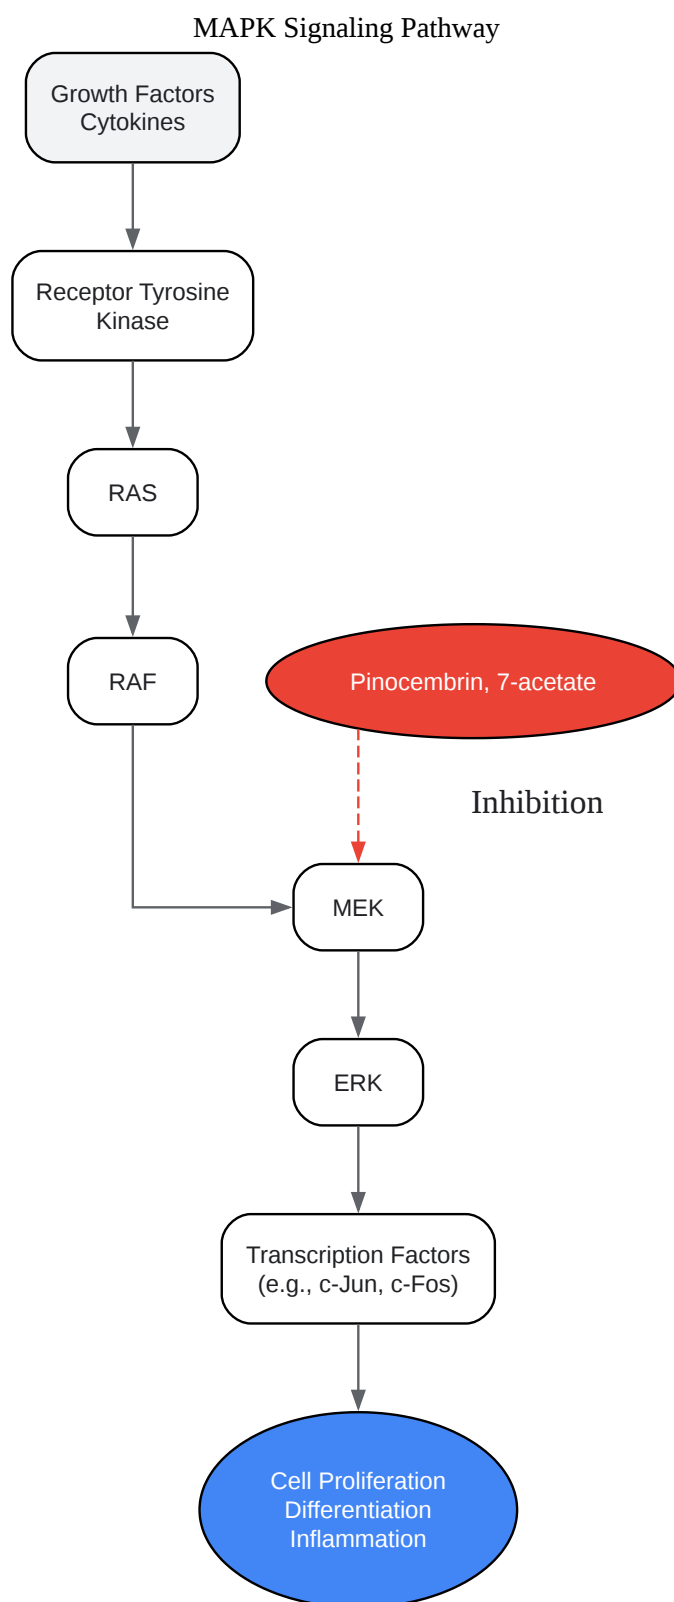 MAPK Signaling Pathway
Growth Factors
Cytokines
Receptor Tyrosine
Kinase
RAS
RAF
Pinocembrin, 7-acetate
Inhibition
MEK
ERK
Transcription Factors
(e.g., c-Jun, c-Fos)
Cell Proliferation
Differentiation
Inflammation